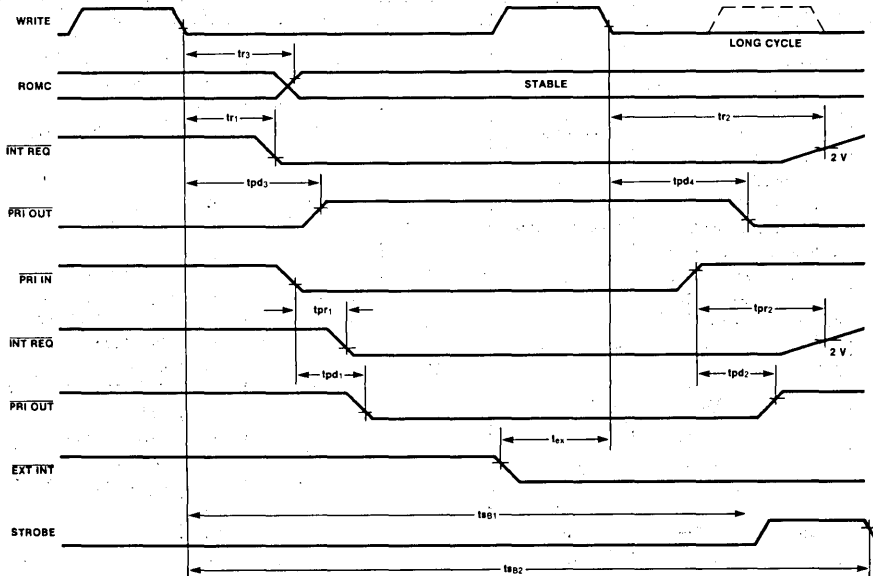 WRITE
LONG CYCLE
tr3
ROMC
STABLE
tr1
tr2
INT REQ
2 V
tpd3
tpd4
PRI OUT
PRI IN
tpr1
tpr2
INT REQ
2 V
tpd1
tpd2
PRI OUT
tex
EXT INT
tsB1
STROBE
tsB2